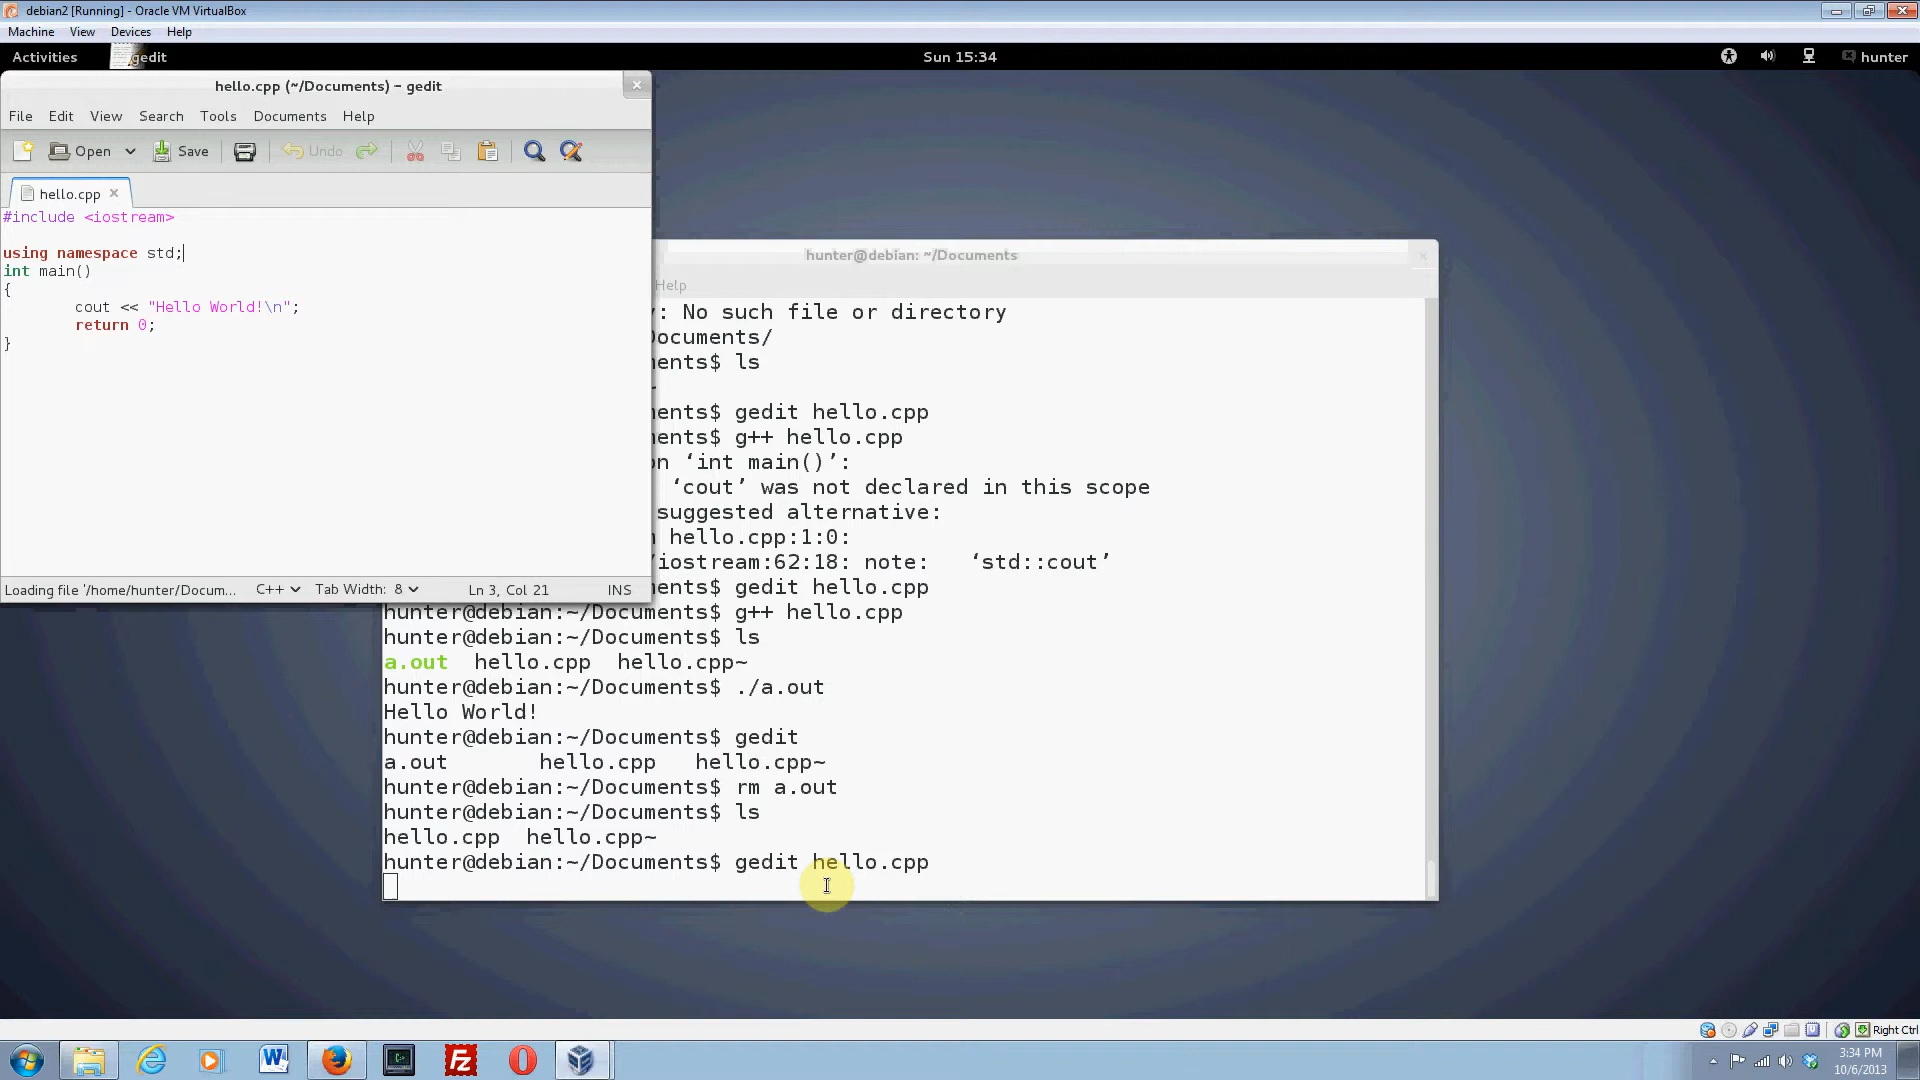 debian2 [Running] - Oracle VM VirtualBox
Machine View Devices Help
Activities gedit Sun 15:34 hunter
hello.cpp (~/Documents) – gedit
File Edit View Search Tools Documents Help
Open Save Undo
hello.cpp
#include <iostream>
using namespace std;
int main()
{
cout << "Hello World!\n";
return 0;
}
Loading file '/home/hunter/Docum... C++ Tab Width: 8 Ln 3, Col 21 INS
hunter@debian: ~/Documents
Help
: No such file or directory
ocuments/
ents$ ls
ents$ gedit hello.cpp
ents$ g++ hello.cpp
n ‘int main()’:
‘cout’ was not declared in this scope
suggested alternative:
hello.cpp:1:0:
/iostream:62:18: note: ‘std::cout’
ents$ gedit hello.cpp
hunter@debian:~/Documents$ g++ hello.cpp
hunter@debian:~/Documents$ ls
a.out hello.cpp hello.cpp~
hunter@debian:~/Documents$ ./a.out
Hello World!
hunter@debian:~/Documents$ gedit
a.out hello.cpp hello.cpp~
hunter@debian:~/Documents$ rm a.out
hunter@debian:~/Documents$ ls
hello.cpp hello.cpp~
hunter@debian:~/Documents$ gedit hello.cpp
Right Ctrl
3:34 PM
10/6/2013